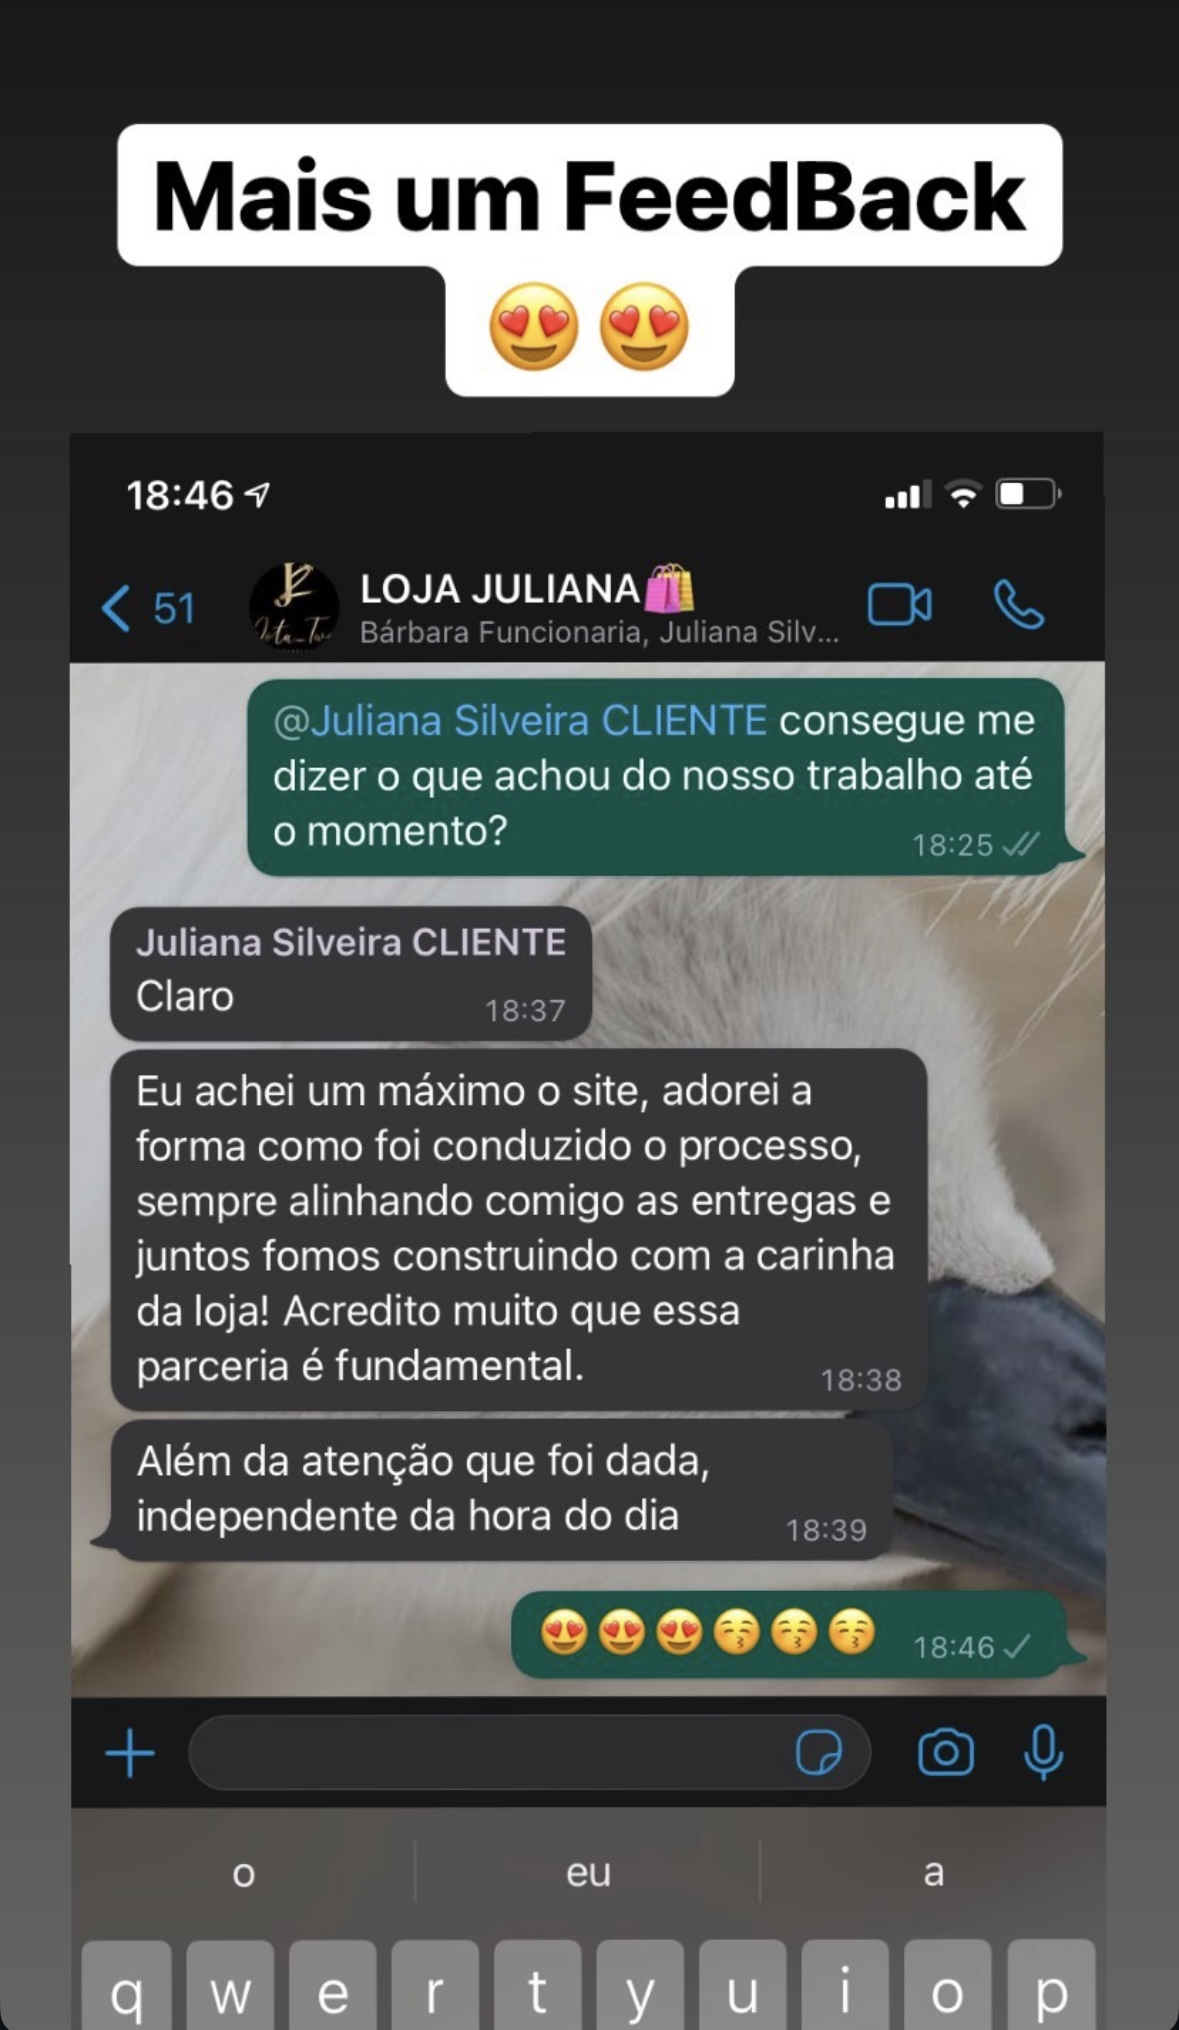 Mais um FeedBack
😍😍
18:46
51
LOJA JULIANA🛍️
Bárbara Funcionaria, Juliana Silv...
@Juliana Silveira CLIENTE consegue me
dizer o que achou do nosso trabalho até
o momento?
18:25
Juliana Silveira CLIENTE
Claro
18:37
Eu achei um máximo o site, adorei a
forma como foi conduzido o processo,
sempre alinhando comigo as entregas e
juntos fomos construindo com a carinha
da loja! Acredito muito que essa
parceria é fundamental.
18:38
Além da atenção que foi dada,
independente da hora do dia
18:39
😍😍😍😚😚😚 18:46
o eu a
q w e r t y u i o p